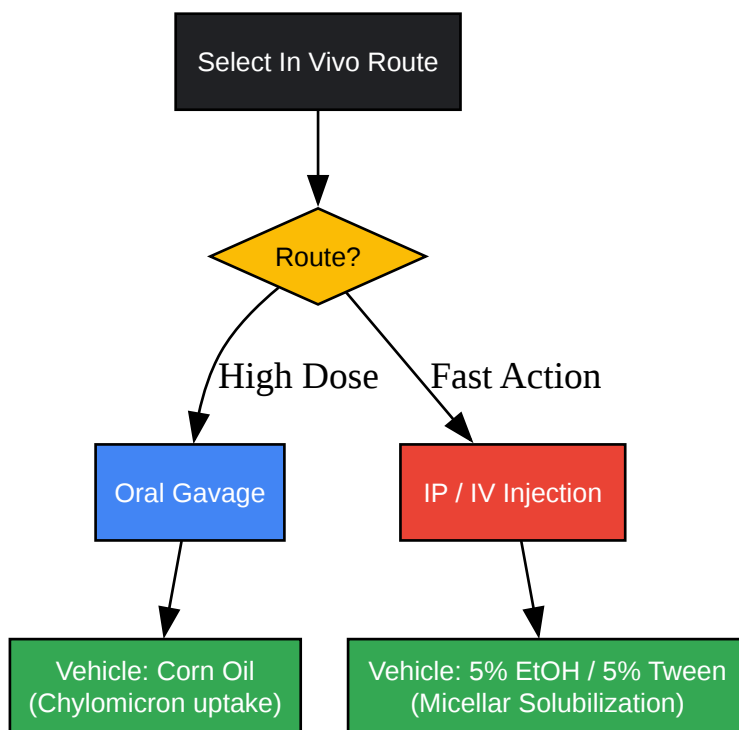 Select In Vivo Route
Route?
High Dose
Fast Action
Oral Gavage
IP / IV Injection
Vehicle: Corn Oil
(Chylomicron uptake)
Vehicle: 5% EtOH / 5% Tween
(Micellar Solubilization)